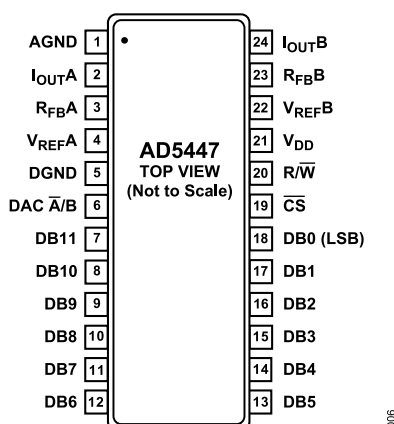 AGND 1 24 IOUTB
IOUTA 2 23 RFBB
RFBA 3 22 VREFB
VREFA 4 21 VDD
DGND 5 20 R/W̅
DAC A̅/B 6 19 C̅S̅
DB11 7 18 DB0 (LSB)
DB10 8 17 DB1
DB9 9 16 DB2
DB8 10 15 DB3
DB7 11 14 DB4
DB6 12 13 DB5
AD5447
TOP VIEW
(Not to Scale)